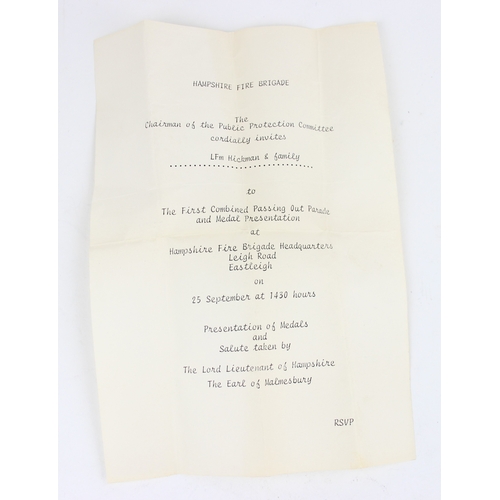 HAMPSHIRE FIRE BRIGADE
The
Chairman of the Public Protection Committee
cordially invites
LFm Hickman & family
to
The First Combined Passing Out Parade
and Medal Presentation
at
Hampshire Fire Brigade Headquarters
Leigh Road
Eastleigh
on
25 September at 1430 hours
Presentation of Medals
and
Salute taken by
The Lord Lieutenant of Hampshire
The Earl of Malmesbury
RSVP